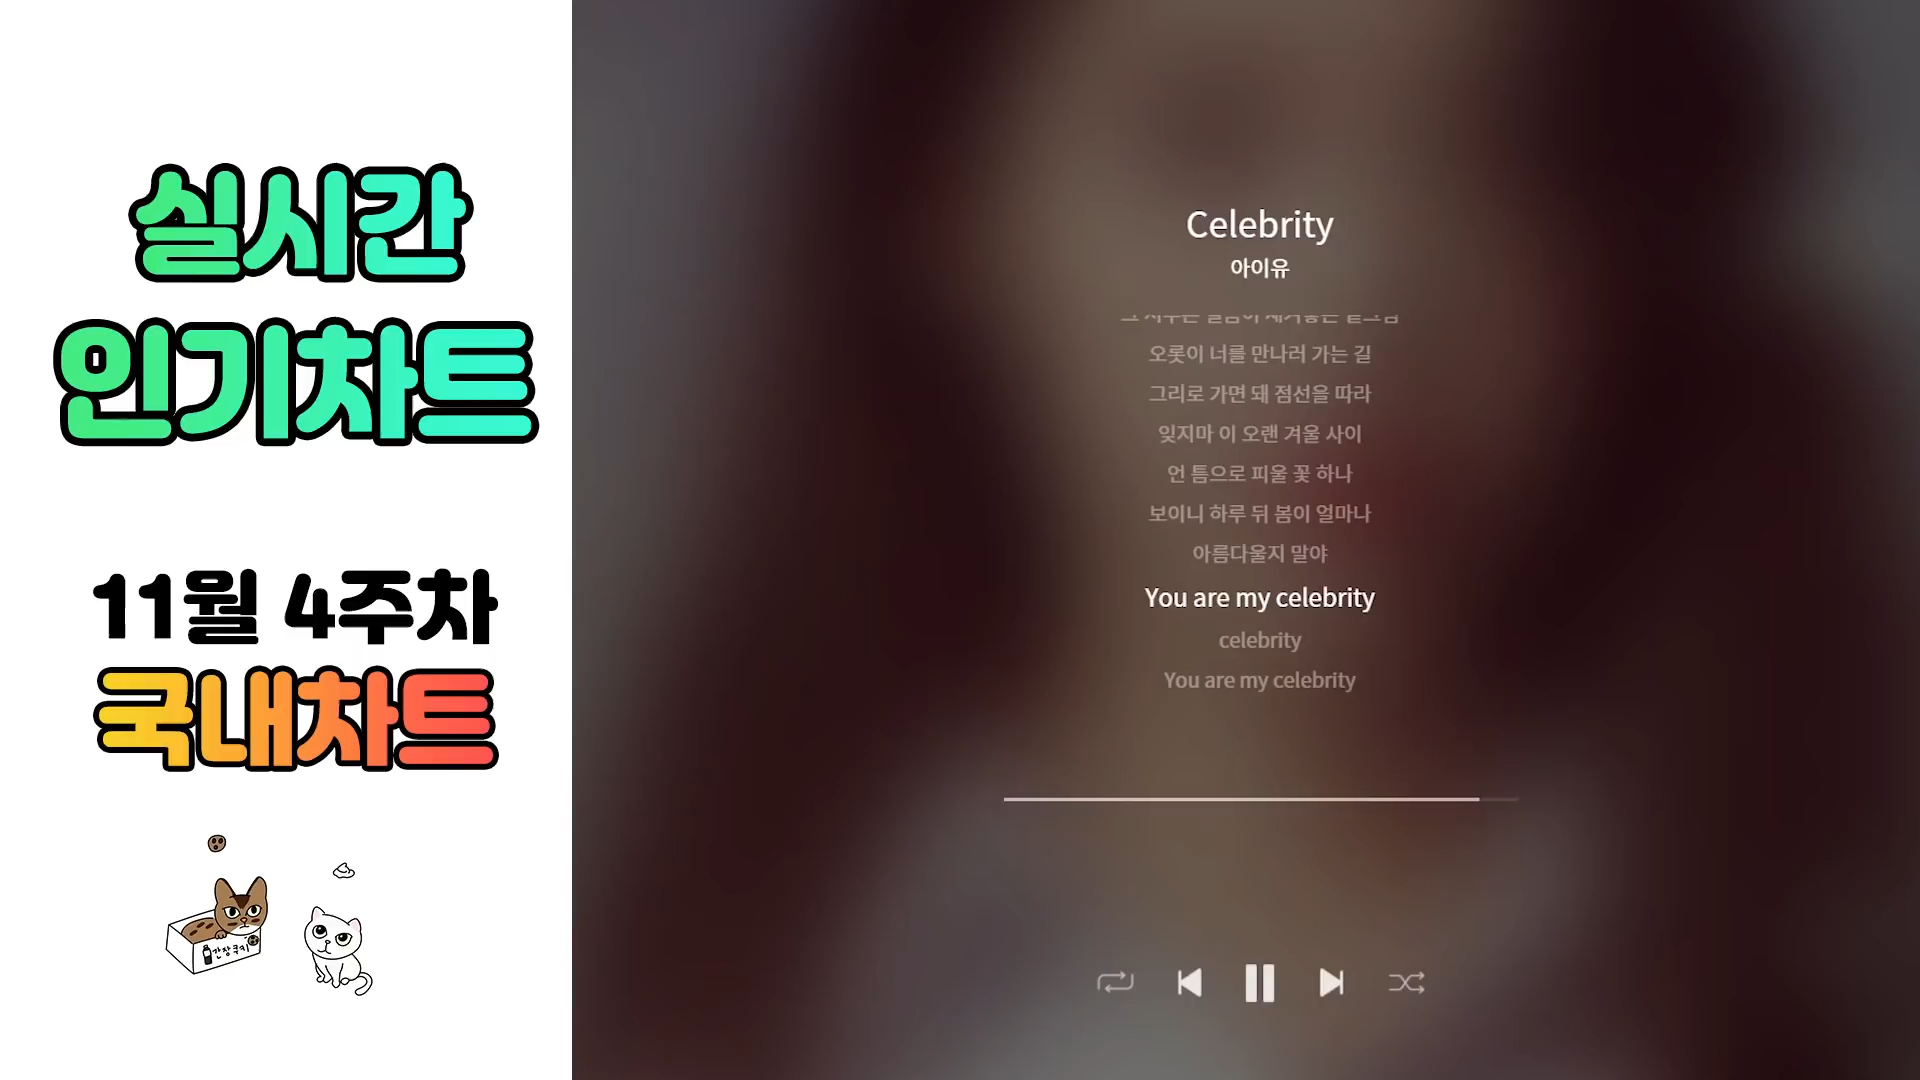 실시간
인기차트
11월 4주차
국내차트
간장쿡키
Celebrity
아이유
오롯이 너를 만나러 가는 길
그리로 가면 돼 점선을 따라
잊지마 이 오랜 겨울 사이
언 틈으로 피울 꽃 하나
보이니 하루 뒤 봄이 얼마나
아름다울지 말야
You are my celebrity
celebrity
You are my celebrity